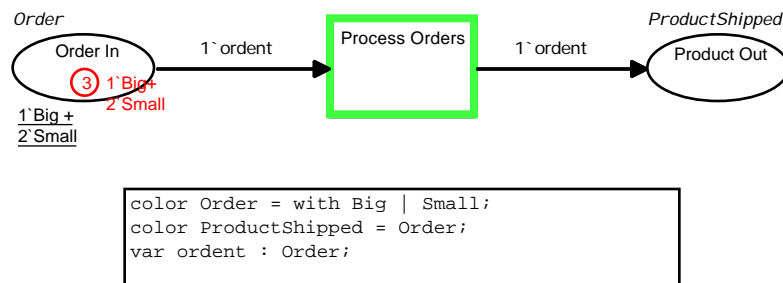 Order
ProductShipped
Order In
1`ordent
Process Orders
1`ordent
Product Out
3
1`Big+
2`Small
1`Big +
2`Small
color Order = with Big | Small;
color ProductShipped = Order;
var ordent : Order;